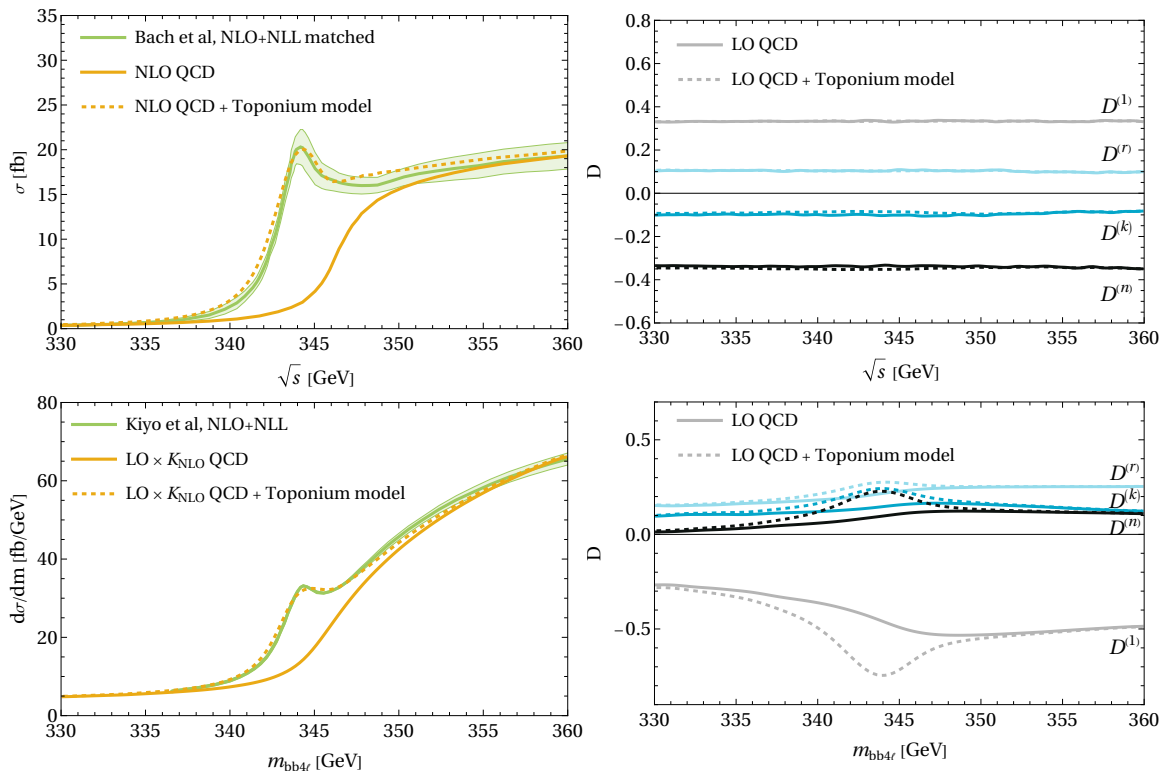 Bach et al, NLO+NLL matched
NLO QCD
NLO QCD + Toponium model
σ [fb]
35
30
25
20
15
10
5
0
330 335 340 345 350 355 360
√s [GeV]
LO QCD
LO QCD + Toponium model
D
0.8
0.6
0.4
0.2
0.0
−0.2
−0.4
−0.6
D⁽¹⁾
D⁽ʳ⁾
D⁽ᵏ⁾
D⁽ⁿ⁾
330 335 340 345 350 355 360
√s [GeV]
Kiyo et al, NLO+NLL
LO × K_NLO QCD
LO × K_NLO QCD + Toponium model
dσ/dm [fb/GeV]
80
60
40
20
0
330 335 340 345 350 355 360
m_bb4ℓ [GeV]
LO QCD
LO QCD + Toponium model
D
0.5
0.0
−0.5
D⁽ʳ⁾
D⁽ᵏ⁾
D⁽ⁿ⁾
D⁽¹⁾
330 335 340 345 350 355 360
m_bb4ℓ [GeV]